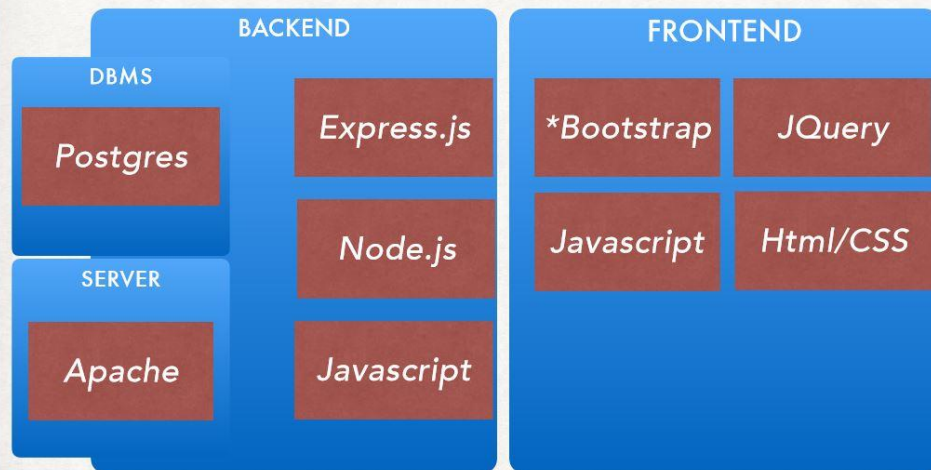 BACKEND
DBMS
Postgres
SERVER
Apache
Express.js
Node.js
Javascript
FRONTEND
*Bootstrap
JQuery
Javascript
Html/CSS